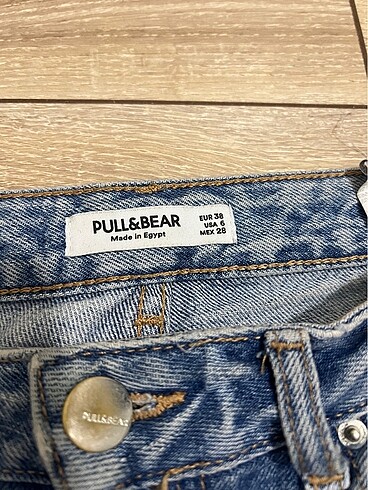 PULL&BEAR
Made in Egypt
EUR 38
USA 6
MEX 28
PULL&BEAR